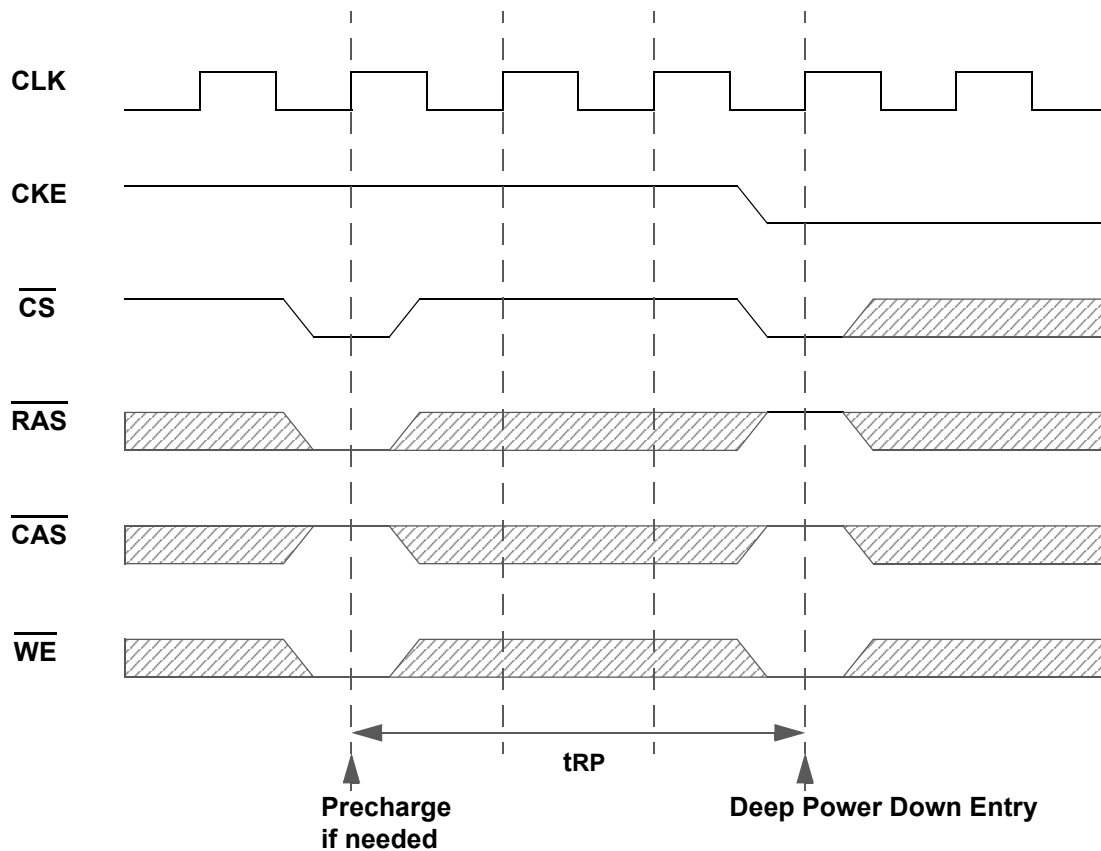 CLK
CKE
CS
RAS
CAS
WE
tRP
Precharge
if needed
Deep Power Down Entry